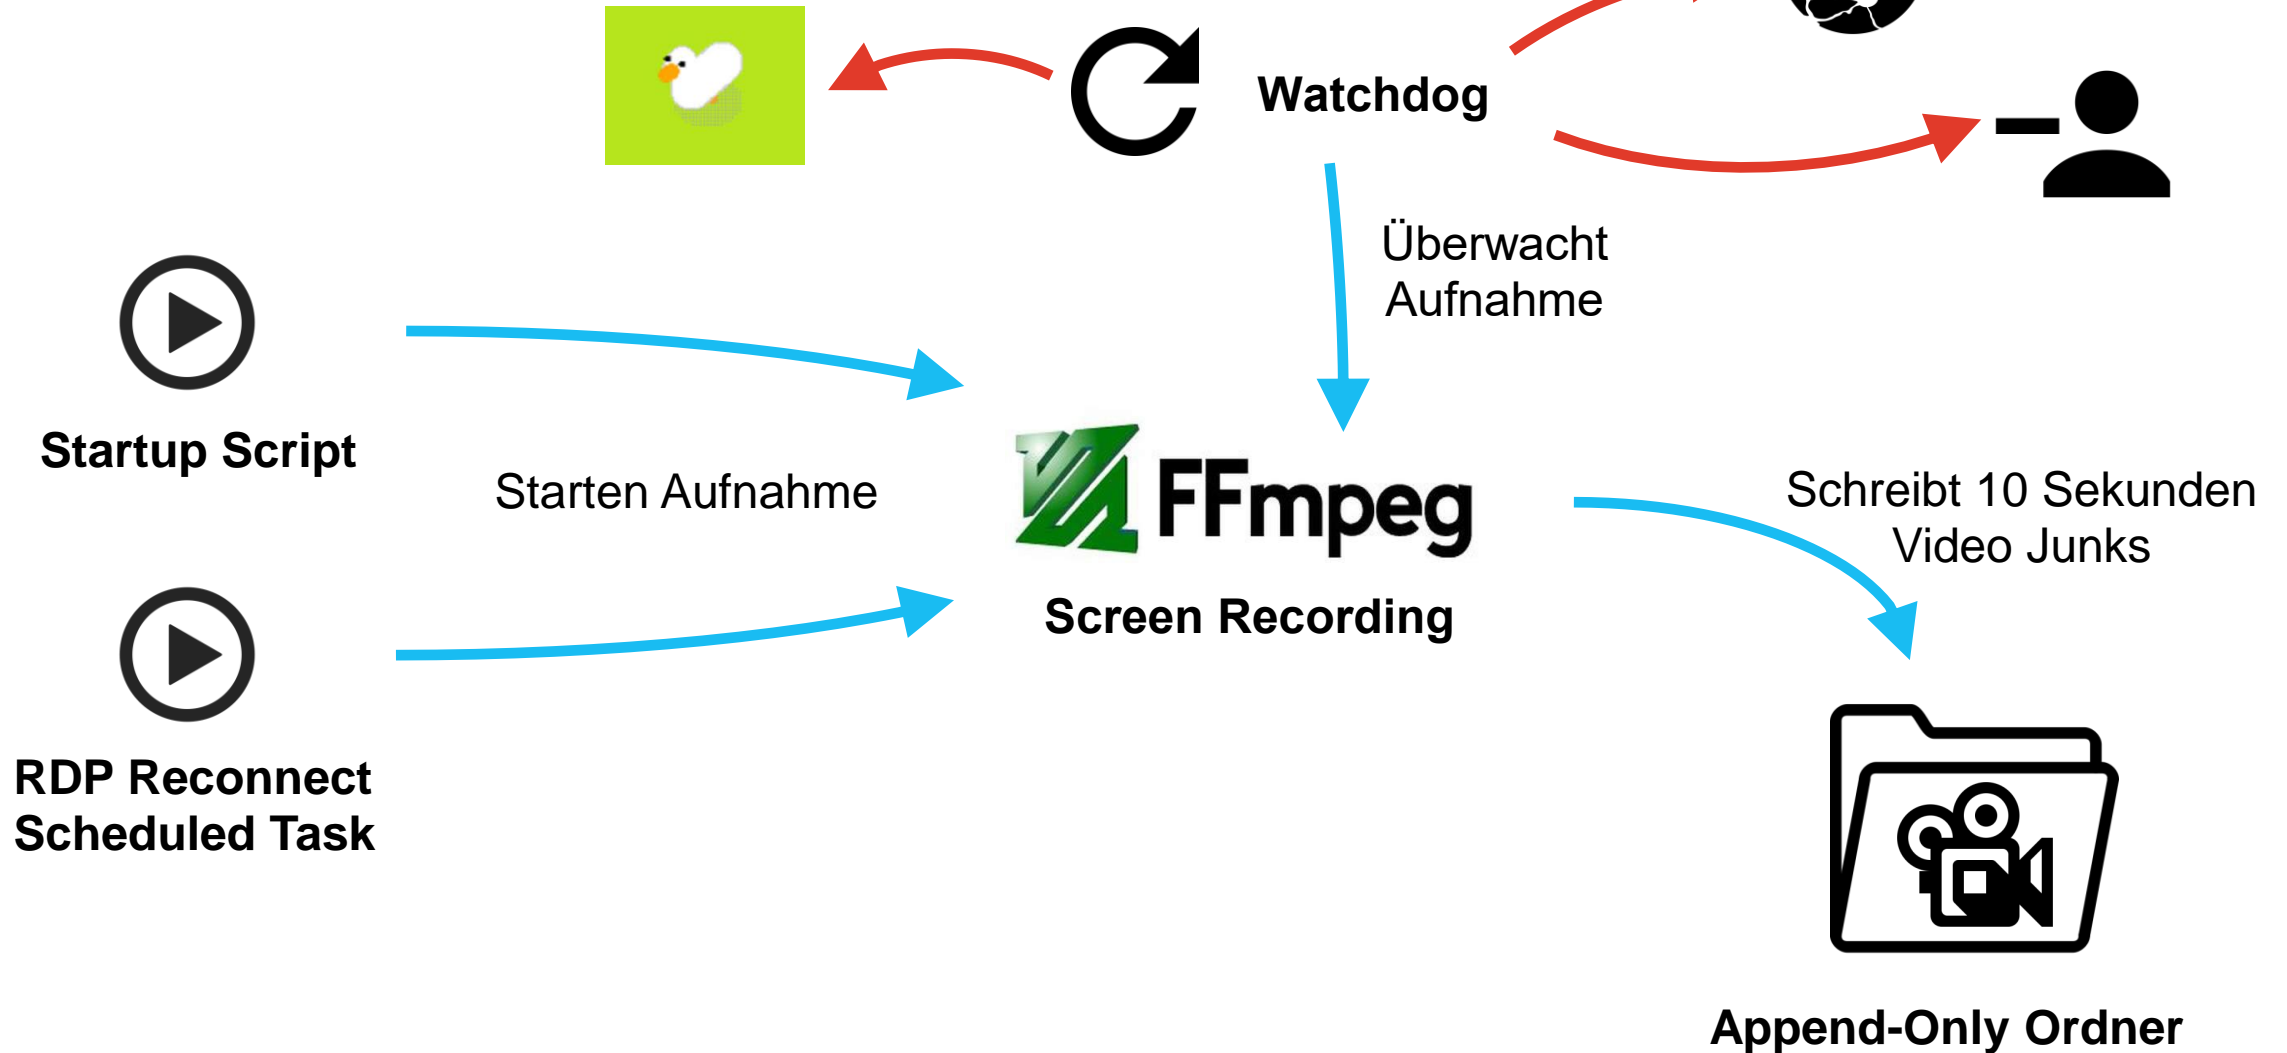 Watchdog
Überwacht
Aufnahme
Startup Script
Starten Aufnahme
FFmpeg
Schreibt 10 Sekunden
Video Junks
Screen Recording
RDP Reconnect
Scheduled Task
Append-Only Ordner